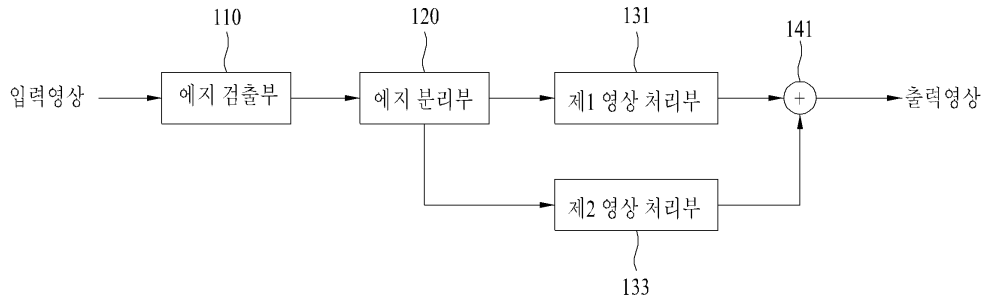 110
120
131
141
입력영상
에지 검출부
에지 분리부
제1 영상 처리부
+
출력영상
제2 영상 처리부
133